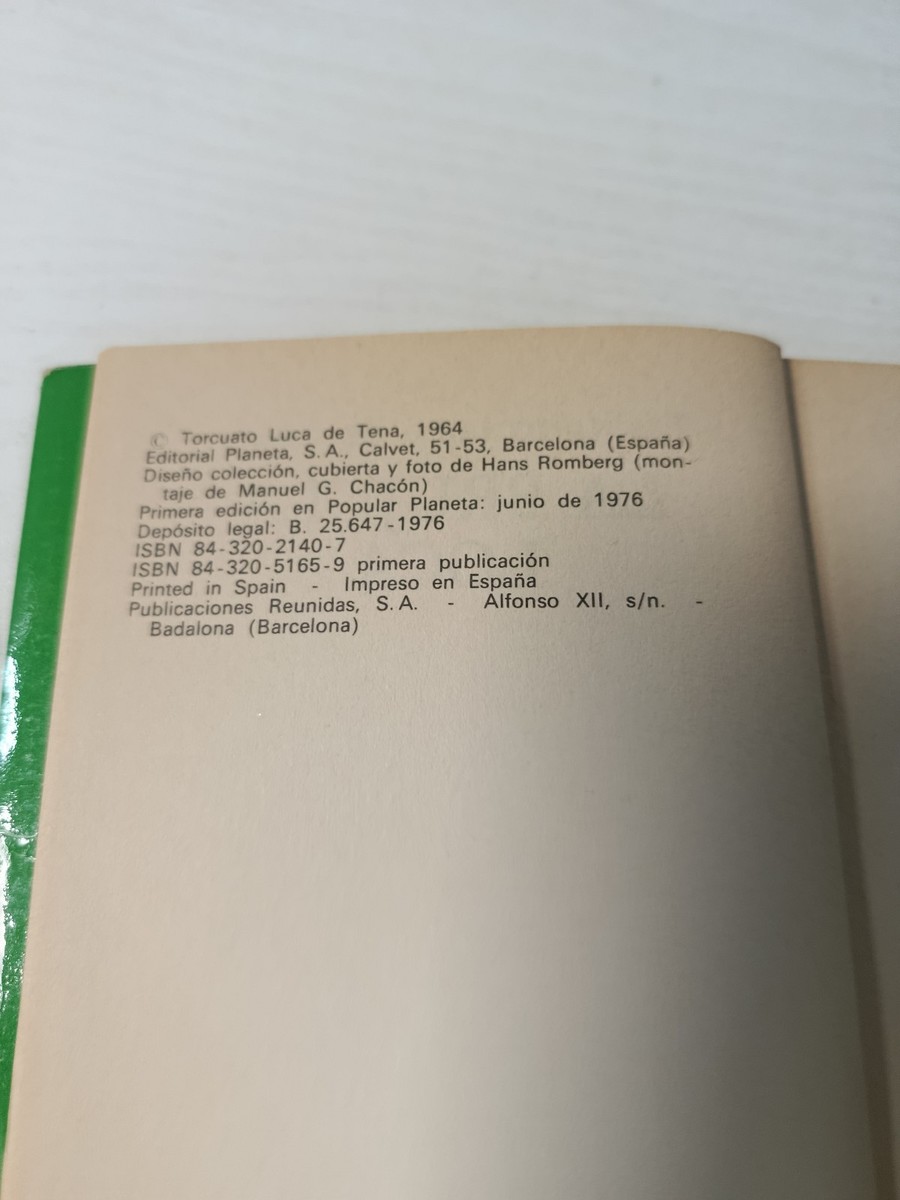 © Torcuato Luca de Tena, 1964
Editorial Planeta, S. A., Calvet, 51-53, Barcelona (España)
Diseño colección, cubierta y foto de Hans Romberg (mon-
taje de Manuel G. Chacón)
Primera edición en Popular Planeta: junio de 1976
Depósito legal: B. 25.647-1976
ISBN 84-320-2140-7
ISBN 84-320-5165-9 primera publicación
Printed in Spain - Impreso en España
Publicaciones Reunidas, S. A. - Alfonso XII, s/n. -
Badalona (Barcelona)